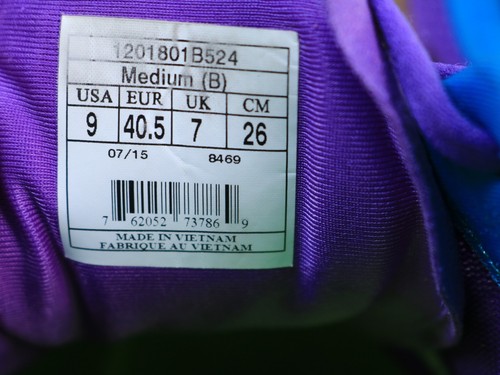 1201801B524
Medium (B)
USA EUR UK CM
9 40.5 7 26
07/15 8469
7 62052 73786 9
MADE IN VIETNAM
FABRIQUE AU VIETNAM